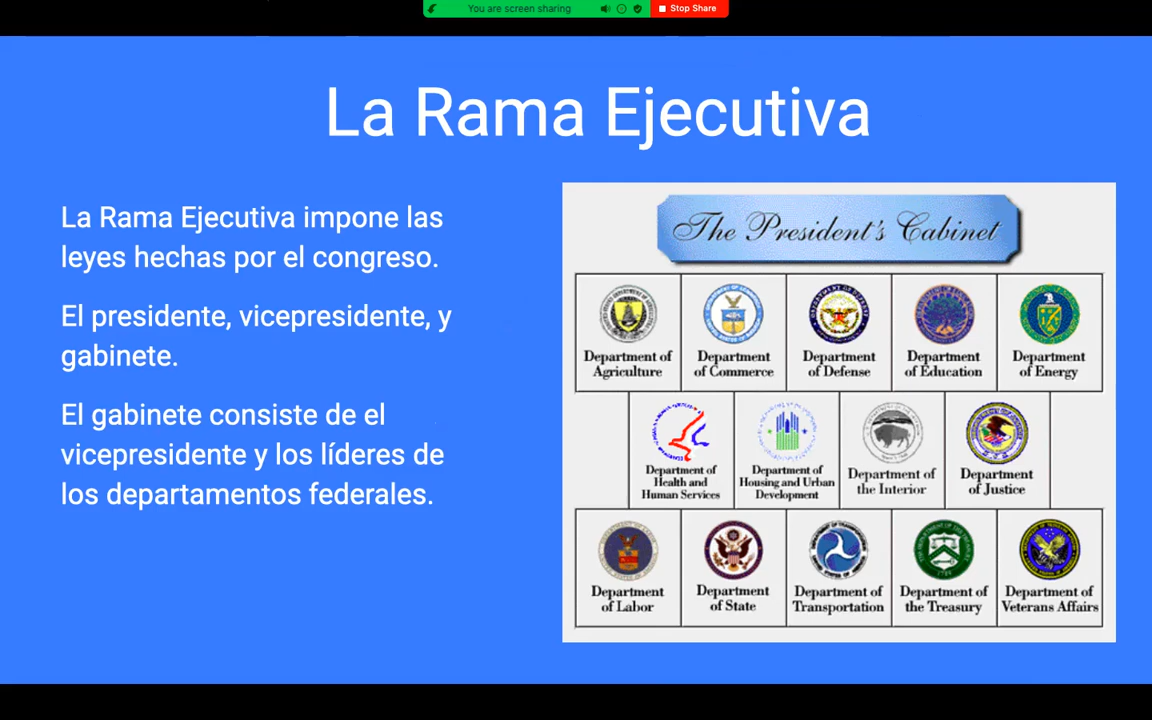 You are screen sharing
Stop Share
La Rama Ejecutiva
La Rama Ejecutiva impone las
leyes hechas por el congreso.
El presidente, vicepresidente, y
gabinete.
El gabinete consiste de el
vicepresidente y los líderes de
los departamentos federales.
The President's Cabinet
Department of
Agriculture
Department
of Commerce
Department
of Defense
Department
of Education
Department
of Energy
Department of
Health and
Human Services
Department of
Housing and Urban
Development
Department of
the Interior
Department
of Justice
Department
of Labor
Department
of State
Department of
Transportation
Department of
the Treasury
Department of
Veterans Affairs